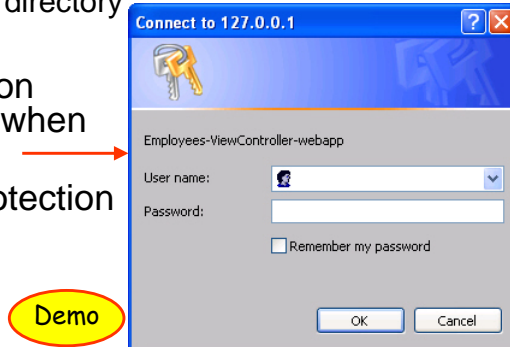 directory
on
when
otection
Demo
Connect to 127.0.0.1
Employees-ViewController-webapp
User name:
Password:
Remember my password
OK Cancel